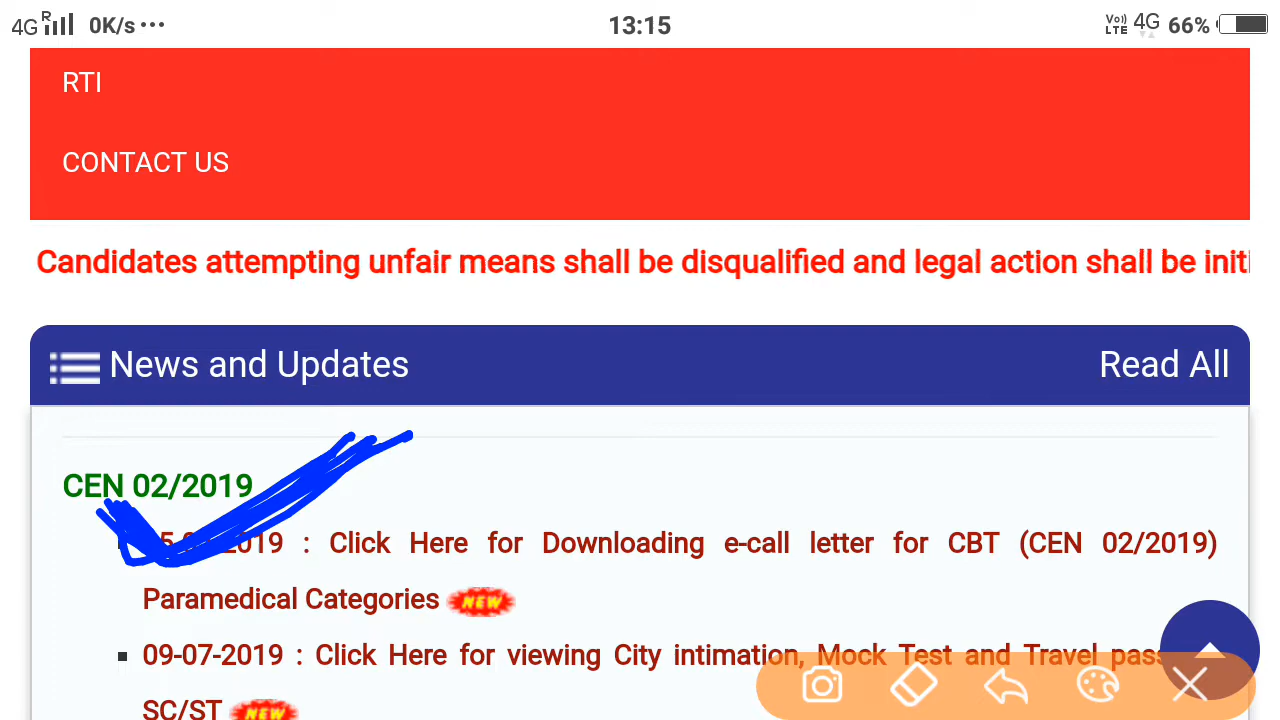 4G R 0K/s ••• 13:15 Vo)) LTE 4G 66%
RTI
CONTACT US
Candidates attempting unfair means shall be disqualified and legal action shall be
News and Updates Read All
CEN 02/2019
: Click Here for Downloading e-call letter for CBT (CEN 02/2019)
Paramedical Categories NEW
09-07-2019 : Click Here for viewing City intimation, Mock Test and Travel
SC/ST NEW